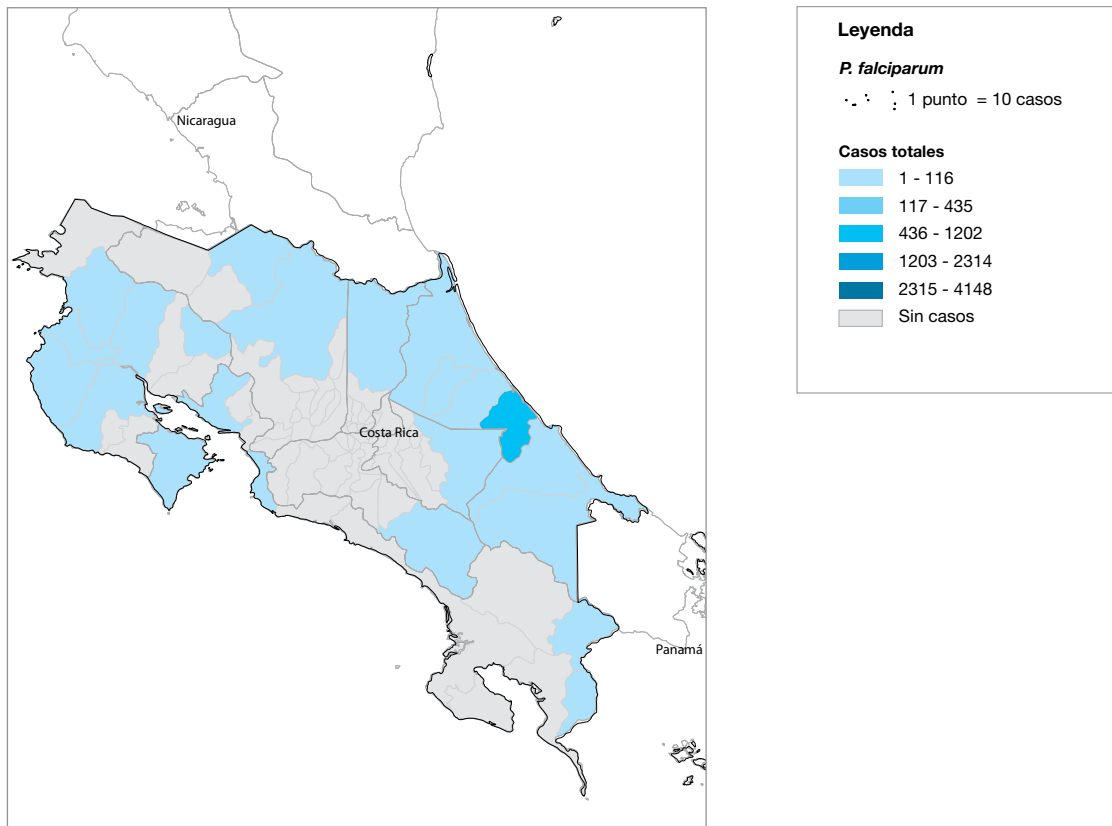 Nicaragua
Costa Rica
Panamá
Leyenda
P. falciparum
1 punto = 10 casos
Casos totales
1 - 116
117 - 435
436 - 1202
1203 - 2314
2315 - 4148
Sin casos